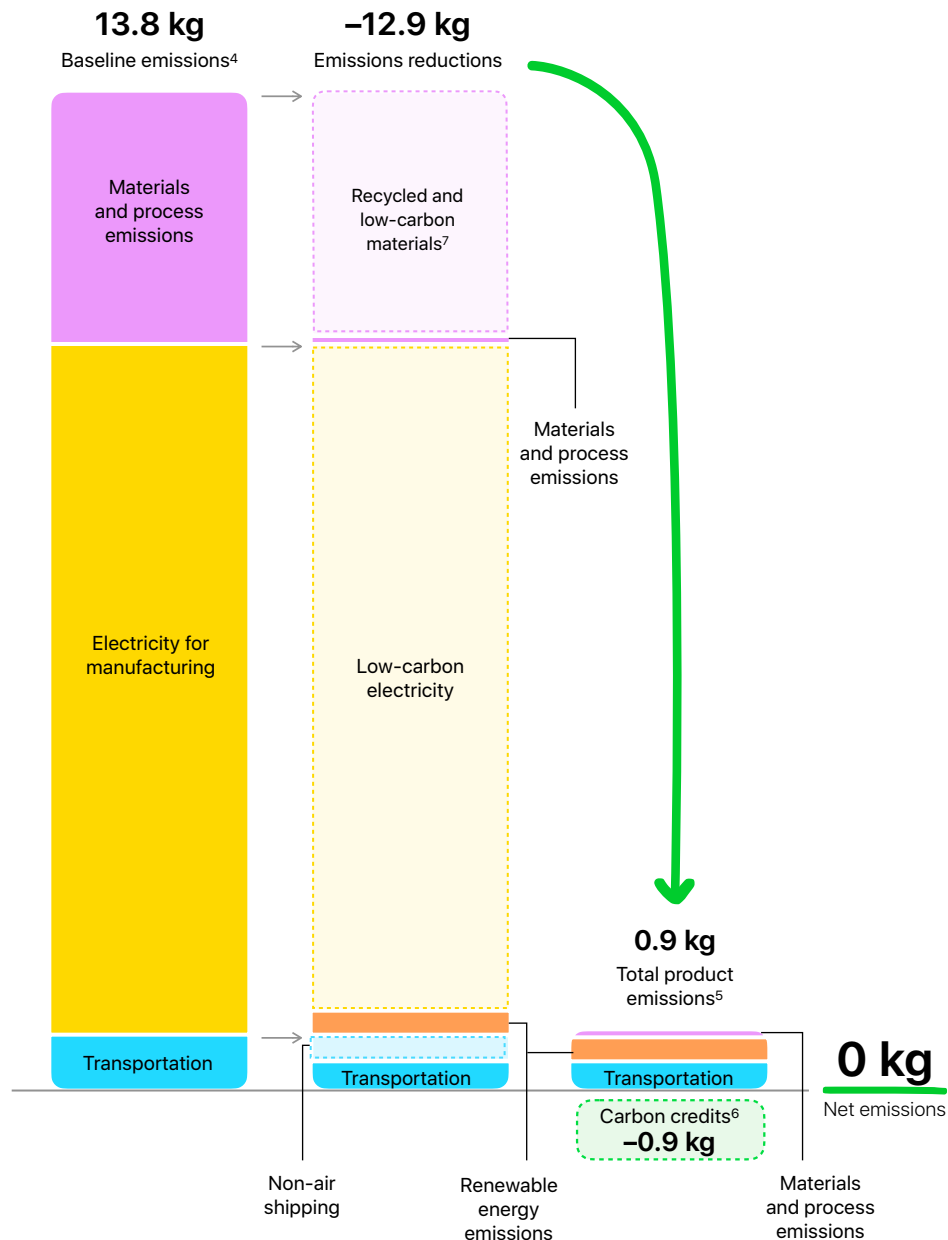 13.8 kg
Baseline emissions⁴
–12.9 kg
Emissions reductions
Materials
and process
emissions
Recycled and
low-carbon
materials⁷
Materials
and process
emissions
Electricity for
manufacturing
Low-carbon
electricity
0.9 kg
Total product
emissions⁵
Transportation
Transportation
Transportation
0 kg
Net emissions
Carbon credits⁶
–0.9 kg
Non-air
shipping
Renewable
energy
emissions
Materials
and process
emissions